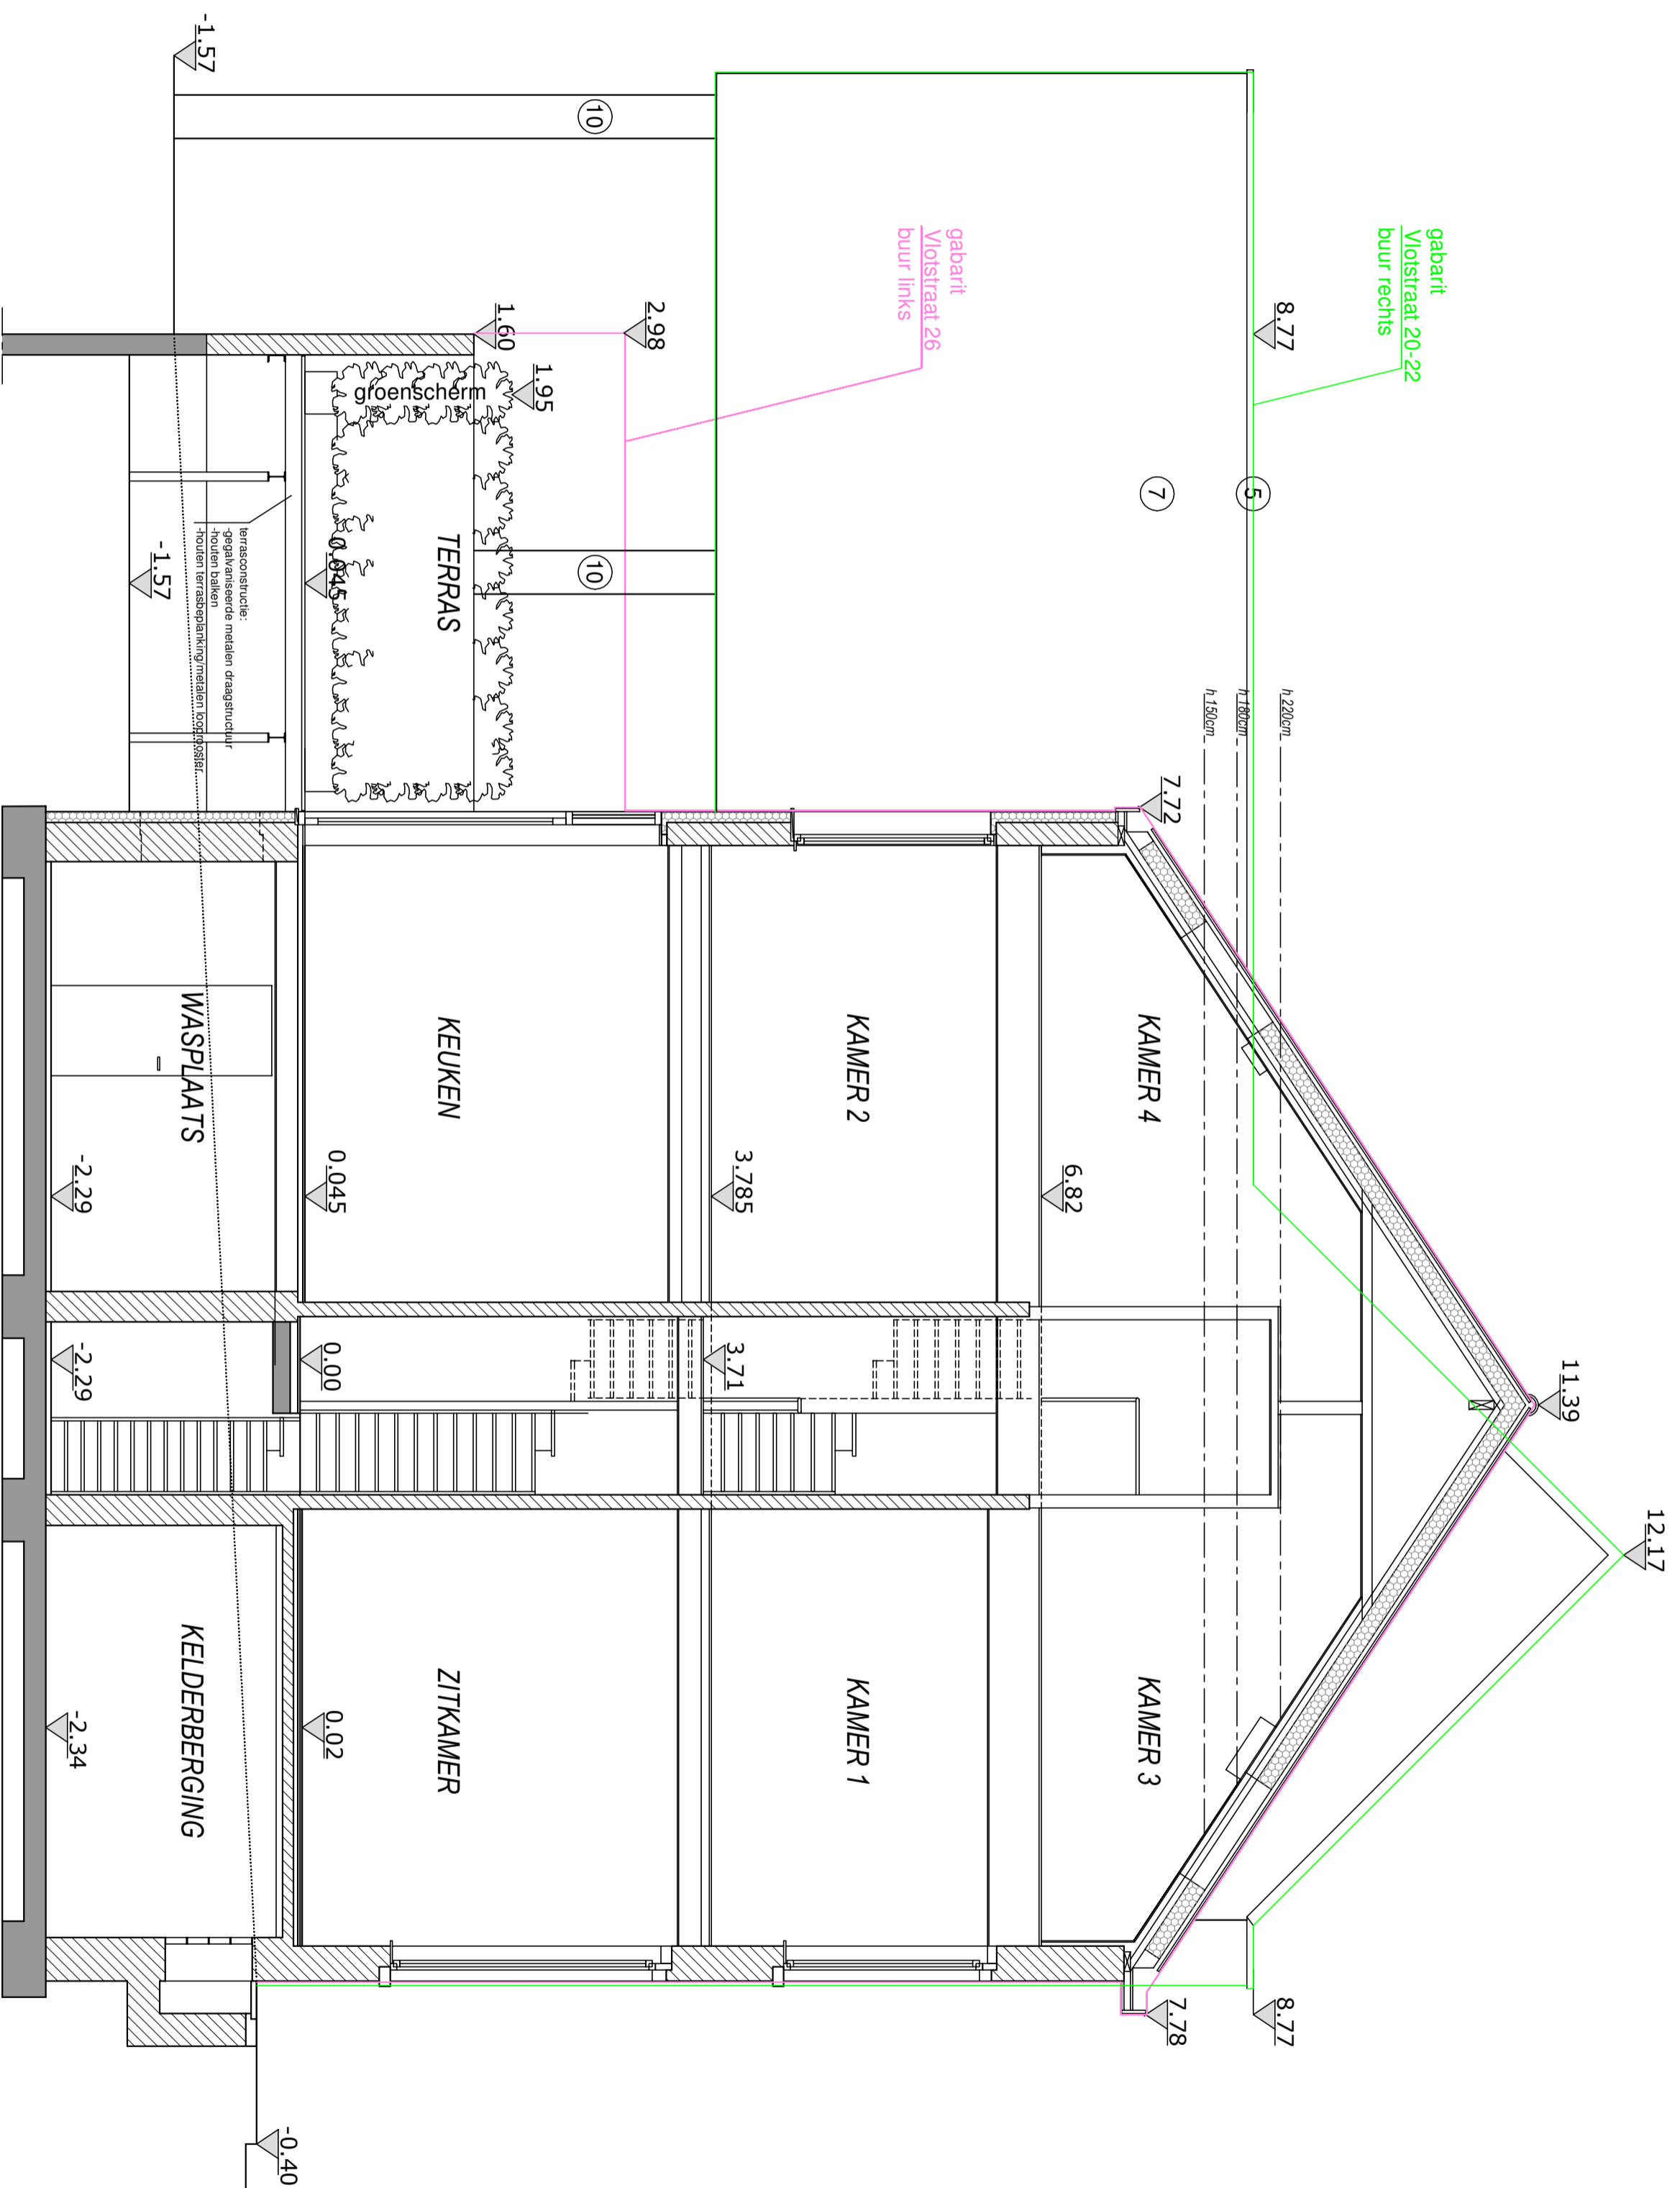 12.17
11.39
gabarit
Vlotstraat 20-22
buur rechts
8.77
8.77
5
7
h 220cm
h 180cm
h 150cm
7.72
7.78
KAMER 4
KAMER 3
6.82
gabarit
Vlotstraat 26
buur links
KAMER 2
KAMER 1
3.785
3.71
2.98
10
10
1.60
1.95
groenscherm
TERRAS
KEUKEN
ZITKAMER
0.045
0.045
0.00
0.02
-1.57
terrasconstructie:
-gegalvaniseerde metalen draagstructuur
-houten balken
-houten terrasbeplanking/metalen looprooster
-1.57
WASPLAATS
KELDERBERGING
-0.40
-2.29
-2.29
-2.34